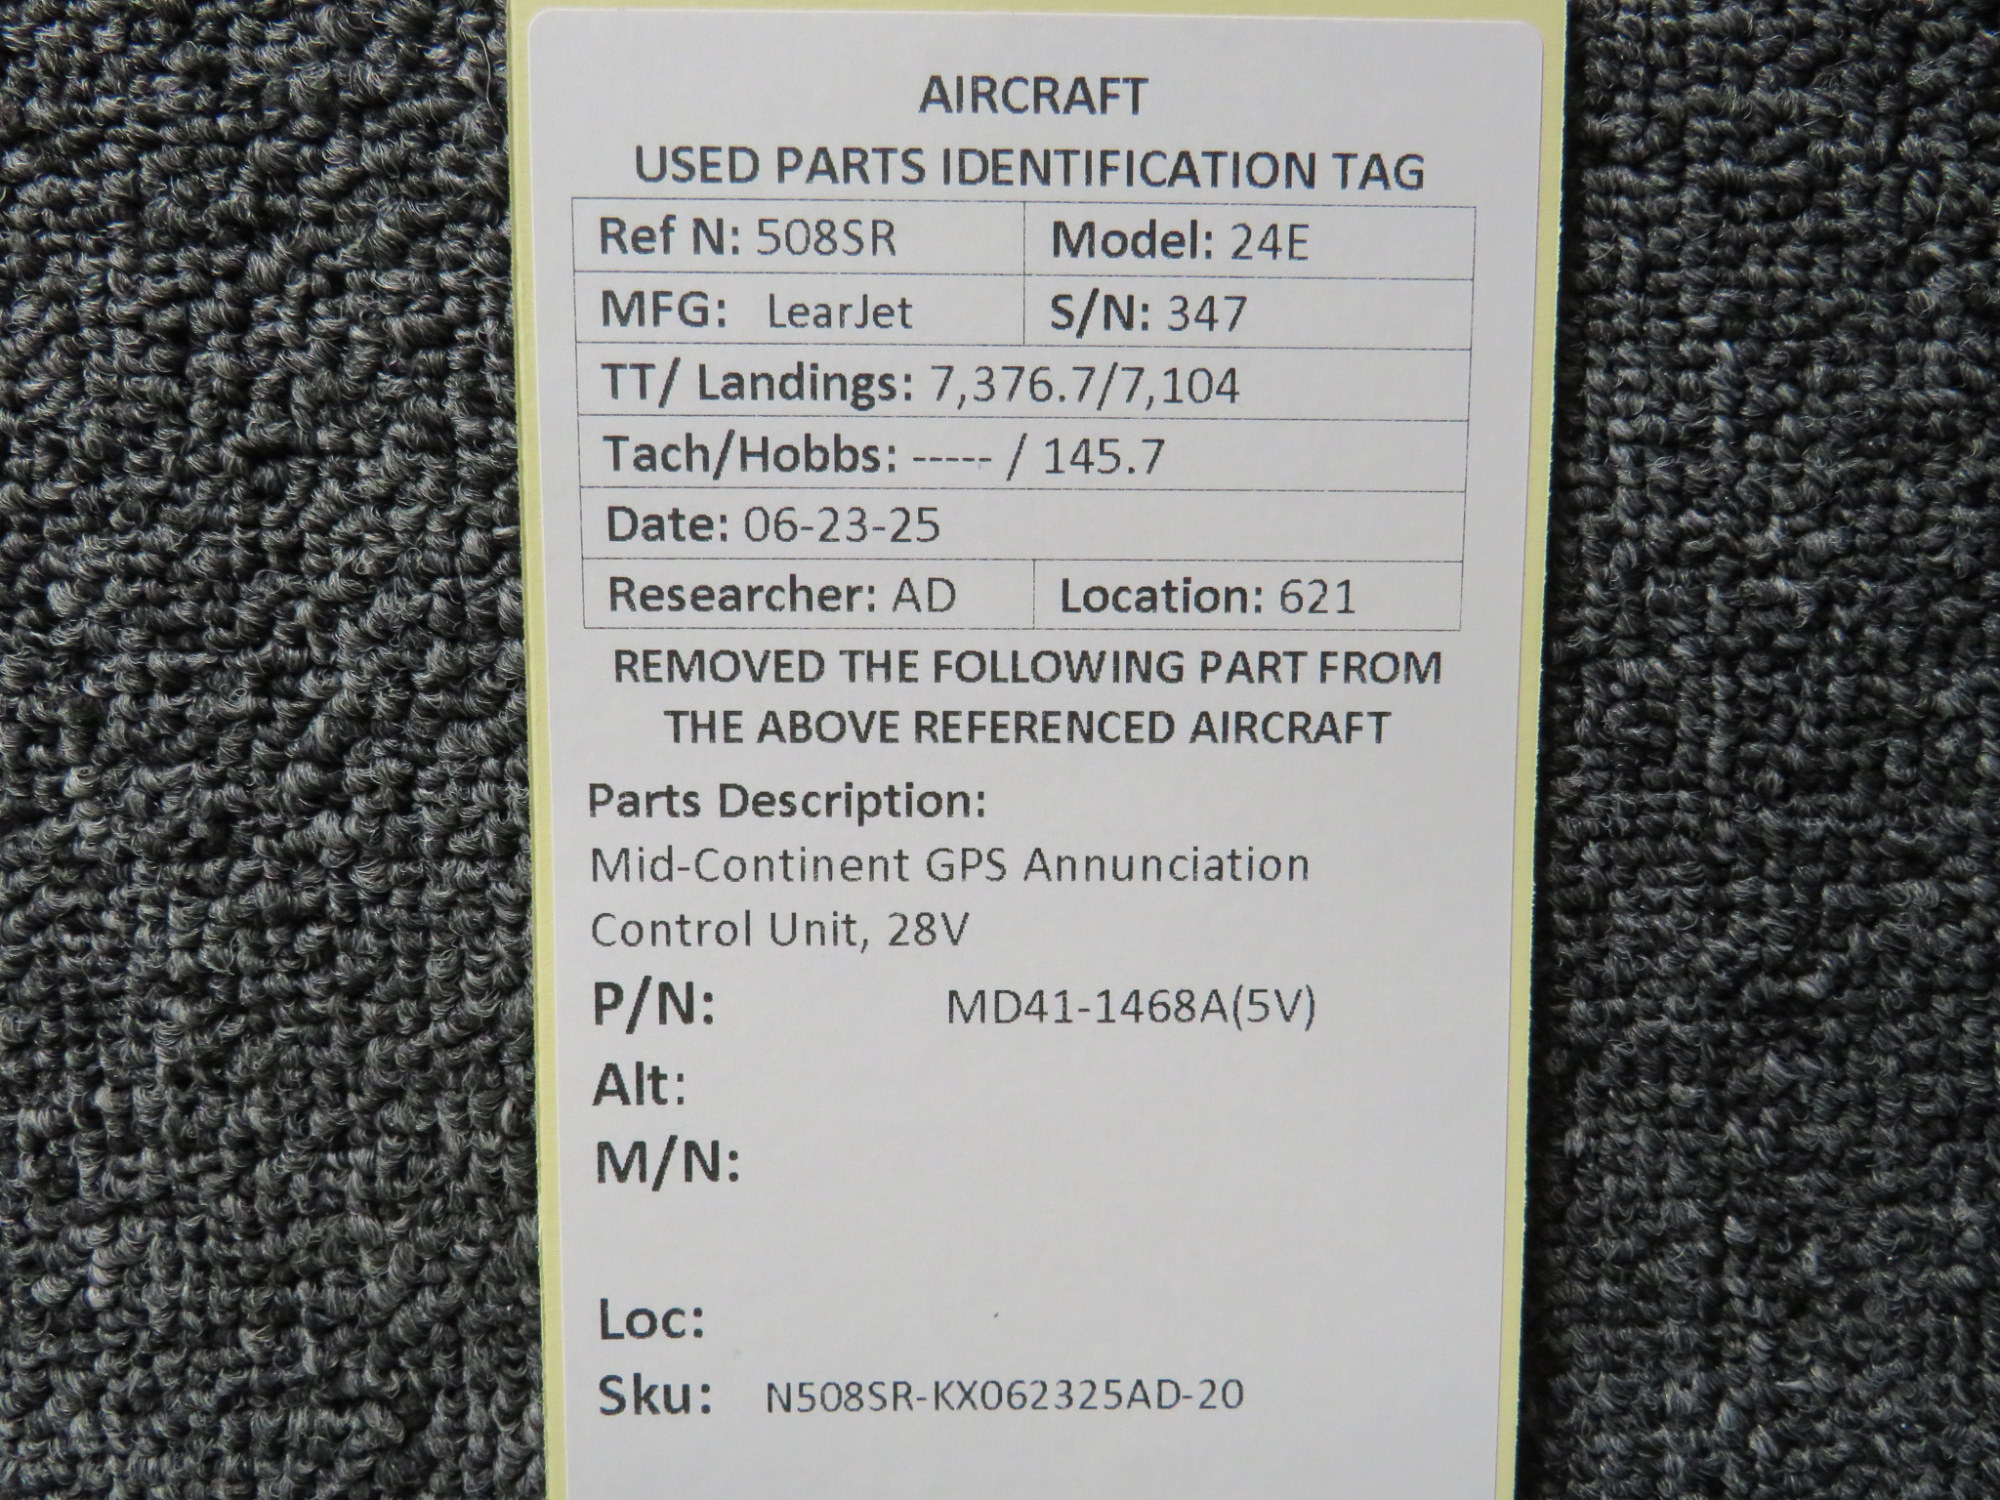 AIRCRAFT
USED PARTS IDENTIFICATION TAG
Ref N: 508SR Model: 24E
MFG: LearJet S/N: 347
TT/ Landings: 7,376.7/7,104
Tach/Hobbs: ----- / 145.7
Date: 06-23-25
Researcher: AD Location: 621
REMOVED THE FOLLOWING PART FROM
THE ABOVE REFERENCED AIRCRAFT
Parts Description:
Mid-Continent GPS Annunciation
Control Unit, 28V
P/N: MD41-1468A(5V)
Alt:
M/N:
Loc:
Sku: N508SR-KX062325AD-20